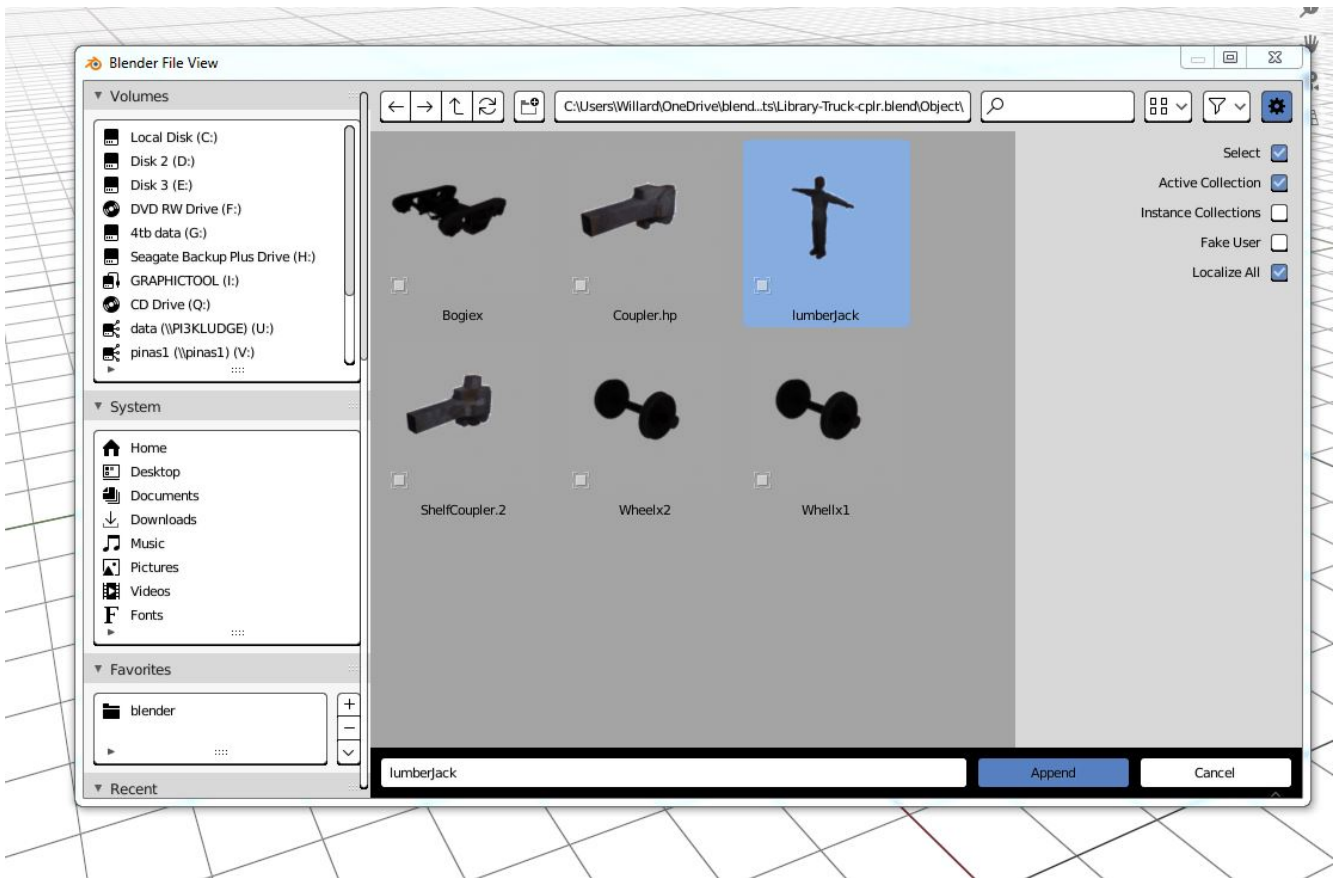 Blender File View
Volumes
Local Disk (C:)
Disk 2 (D:)
Disk 3 (E:)
DVD RW Drive (F:)
4tb data (G:)
Seagate Backup Plus Drive (H:)
GRAPHICTOOL (I:)
CD Drive (Q:)
data (\\PI3KLUDGE) (U:)
pinas1 (\\pinas1) (V:)
System
Home
Desktop
Documents
Downloads
Music
Pictures
Videos
Fonts
Favorites
blender
Recent
C:\Users\Willard\OneDrive\blend...ts\Library-Truck-cplr.blend\Object\
Bogiex
Coupler.hp
lumberJack
ShelfCoupler.2
Wheelx2
Whellx1
Select
Active Collection
Instance Collections
Fake User
Localize All
lumberJack
Append
Cancel